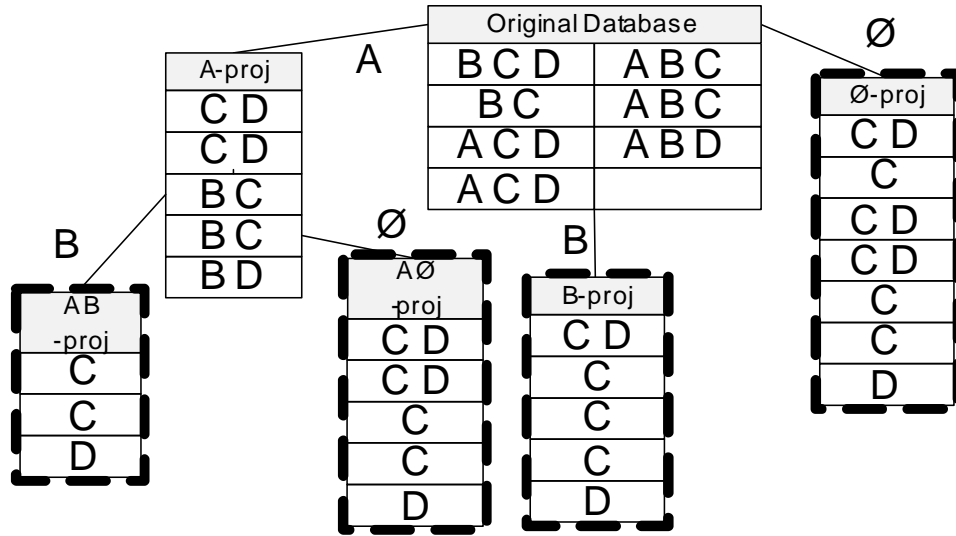 Original Database
B C D A B C
B C A B C
A C D A B D
A C D
A
Ø
B
Ø
B
A-proj
C D
C D
B C
B C
B D
AB
-proj
C
C
D
AØ
-proj
C D
C D
C
C
D
B-proj
C D
C
C
C
D
Ø-proj
C D
C
C D
C D
C
C
D